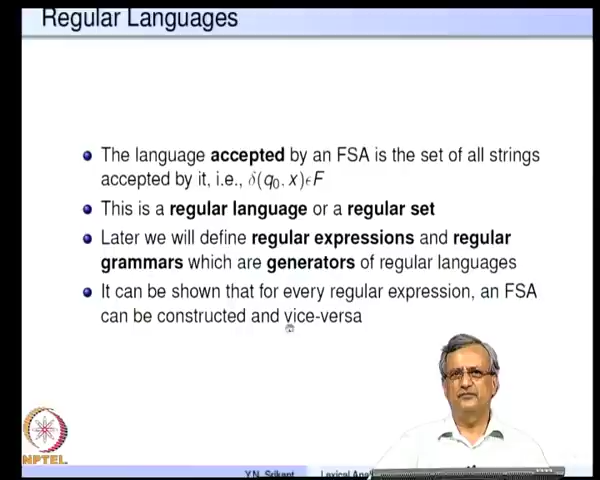 Regular Languages
The language accepted by an FSA is the set of all strings
accepted by it, i.e., δ(q₀, x)ϵF
This is a regular language or a regular set
Later we will define regular expressions and regular
grammars which are generators of regular languages
It can be shown that for every regular expression, an FSA
can be constructed and vice-versa
NPTEL
Y.N. Srikant Lexical Anal